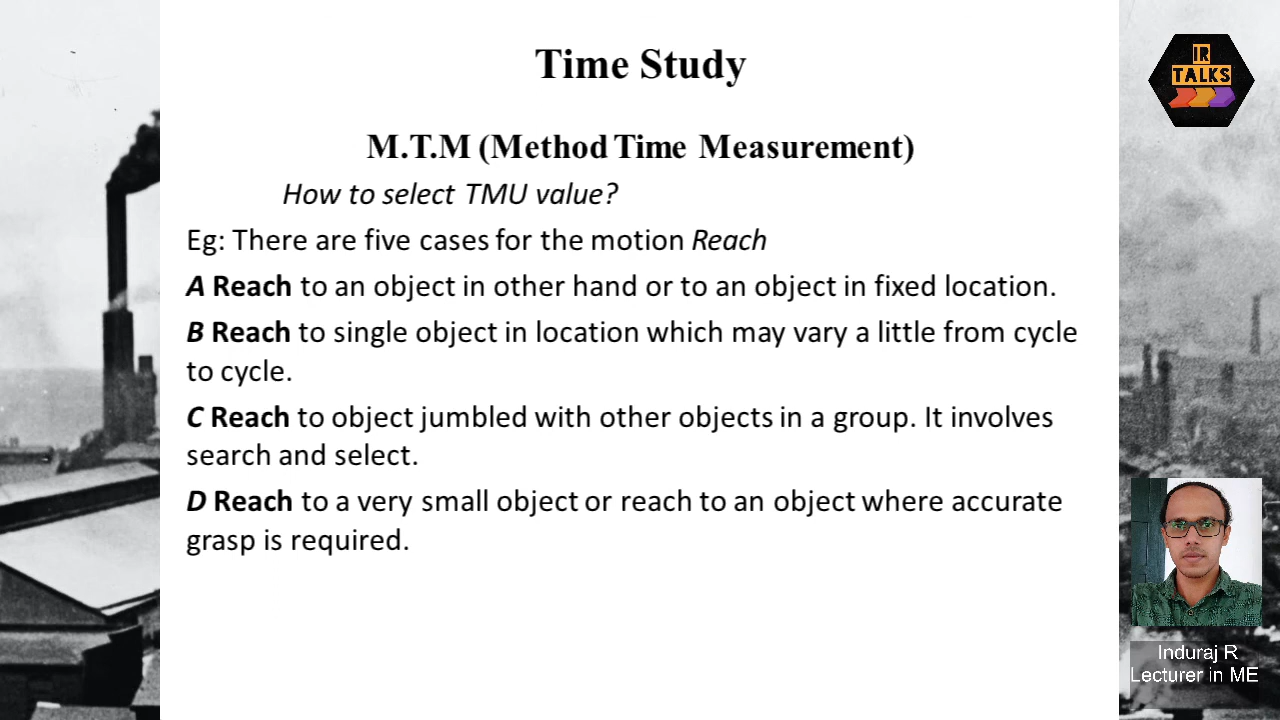 Time Study
M.T.M (Method Time Measurement)
How to select TMU value?
Eg: There are five cases for the motion Reach
A Reach to an object in other hand or to an object in fixed location.
B Reach to single object in location which may vary a little from cycle
to cycle.
C Reach to object jumbled with other objects in a group. It involves
search and select.
D Reach to a very small object or reach to an object where accurate
grasp is required.
IR
TALKS
Induraj R
Lecturer in ME